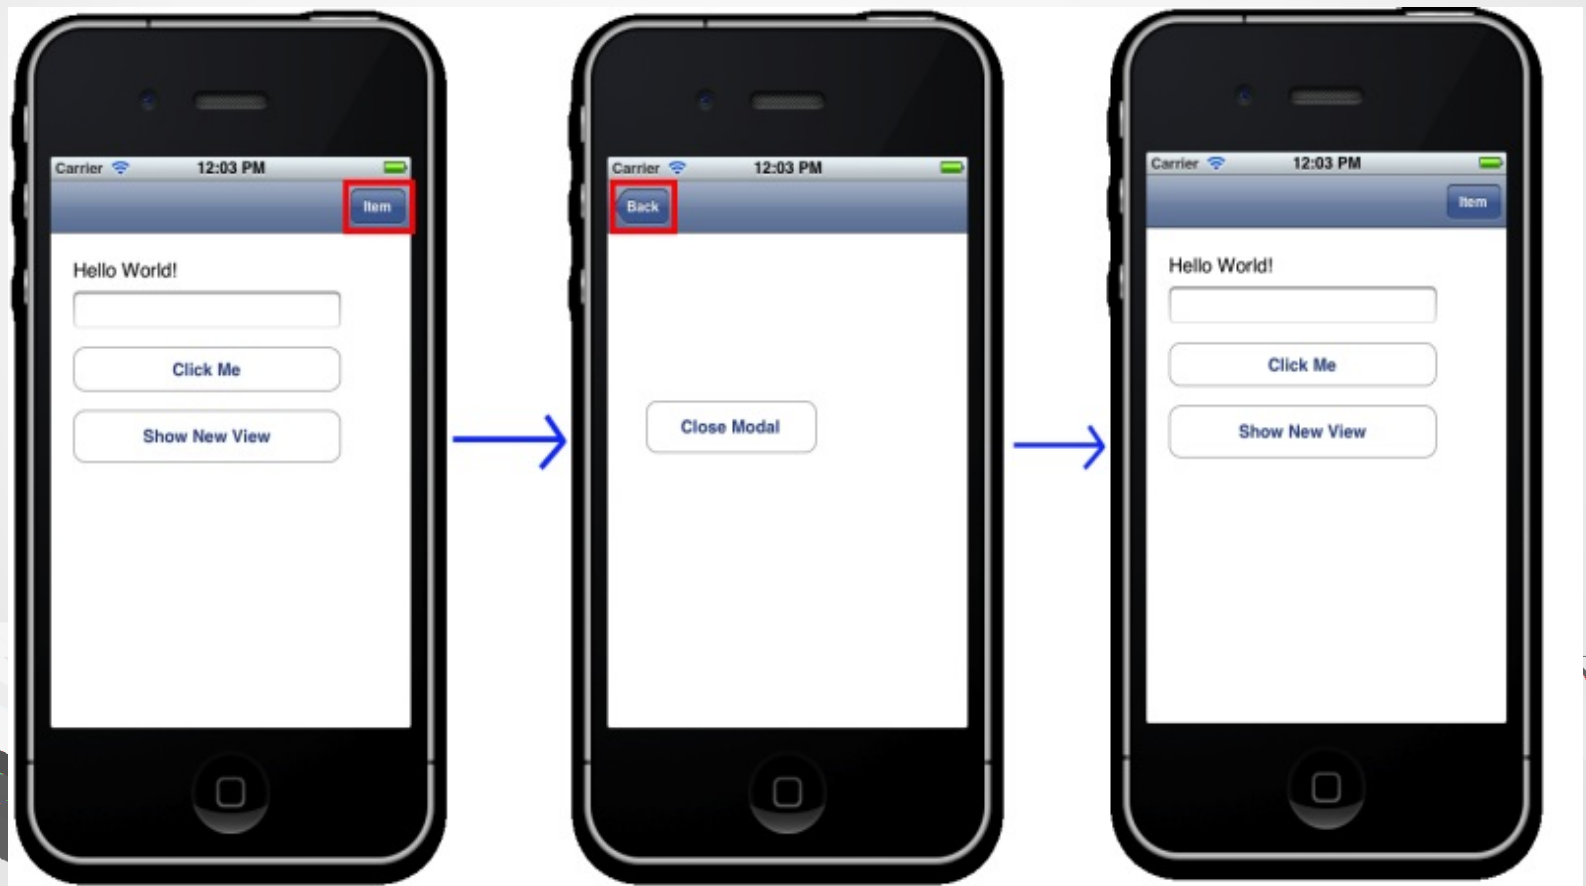 Carrier 12:03 PM
Item
Hello World!
Click Me
Show New View
Carrier 12:03 PM
Back
Close Modal
Carrier 12:03 PM
Item
Hello World!
Click Me
Show New View